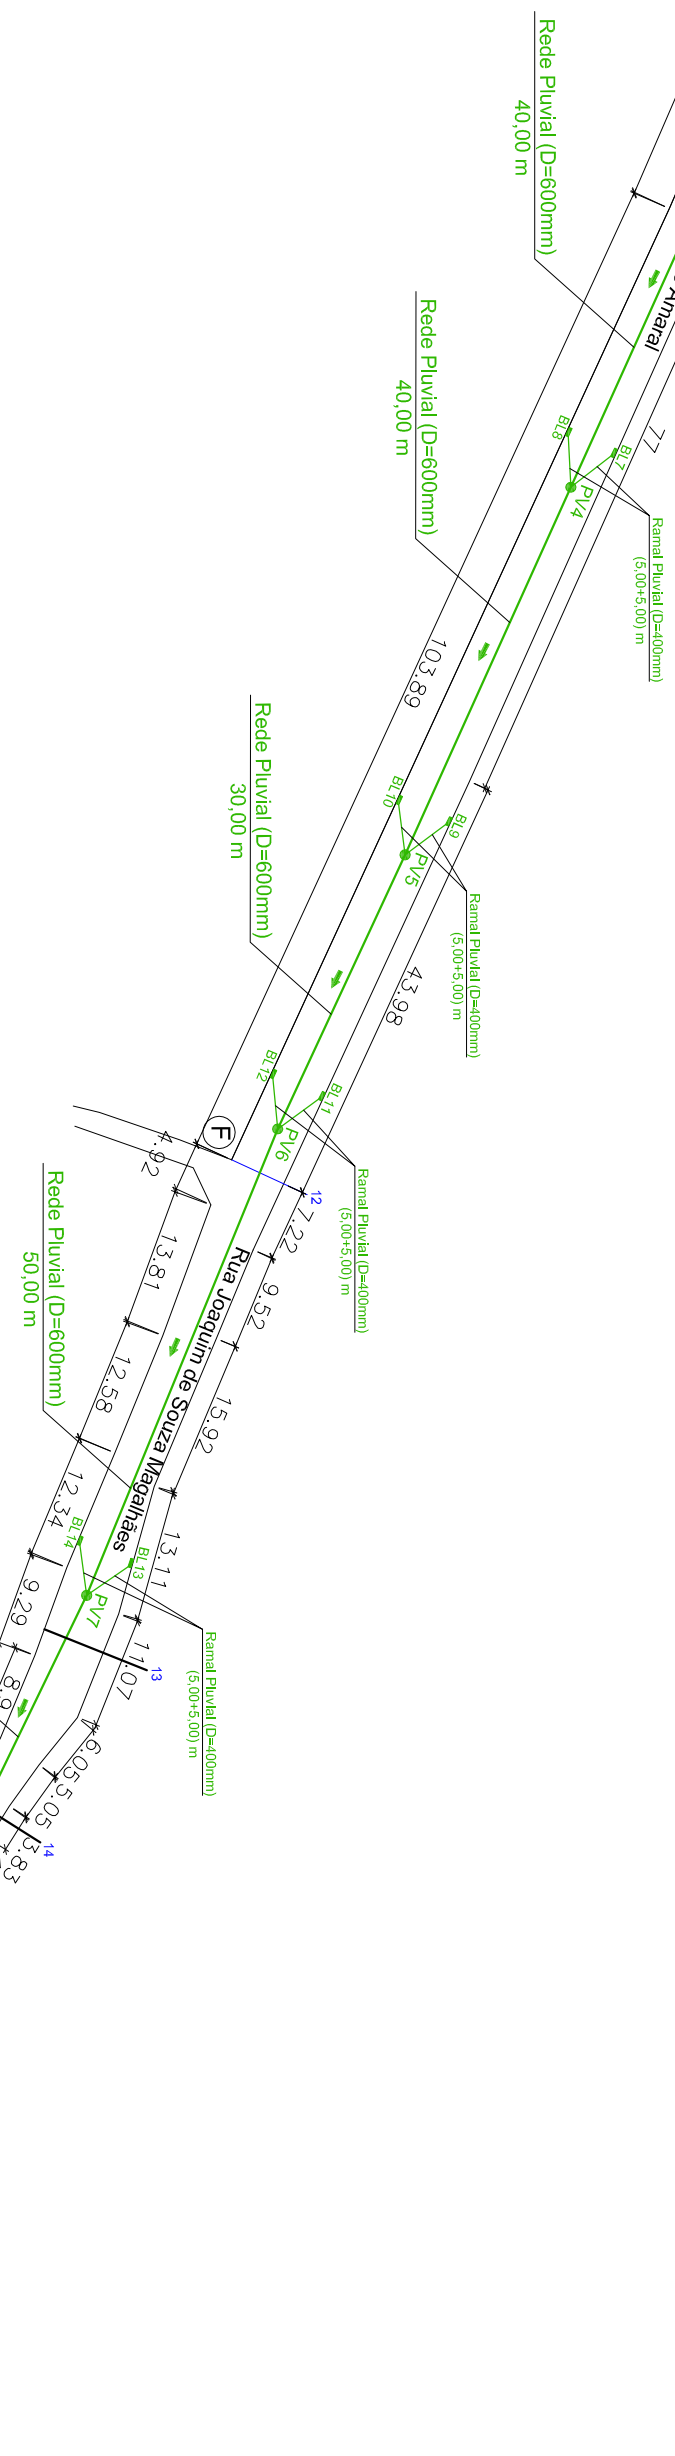 Rede Pluvial (D=600mm)
40,00 m
Amaral
77
BL8
BL7
PV4
Ramal Pluvial (D=400mm)
(5,00+5,00) m
Rede Pluvial (D=600mm)
40,00 m
103.89
BL10
BL9
PV5
Ramal Pluvial (D=400mm)
(5,00+5,00) m
43.98
Rede Pluvial (D=600mm)
30,00 m
BL12
BL11
PV6
Ramal Pluvial (D=400mm)
(5,00+5,00) m
F
12
4.92
7.22
13.81
9.52
Rua Joaquim de Souza Magalhães
Rede Pluvial (D=600mm)
50,00 m
12.58
15.92
12.34
13.11
BL14
BL13
PV7
Ramal Pluvial (D=400mm)
(5,00+5,00) m
9.29
11.07
13
8.9
6.05
5.05
3.83
14